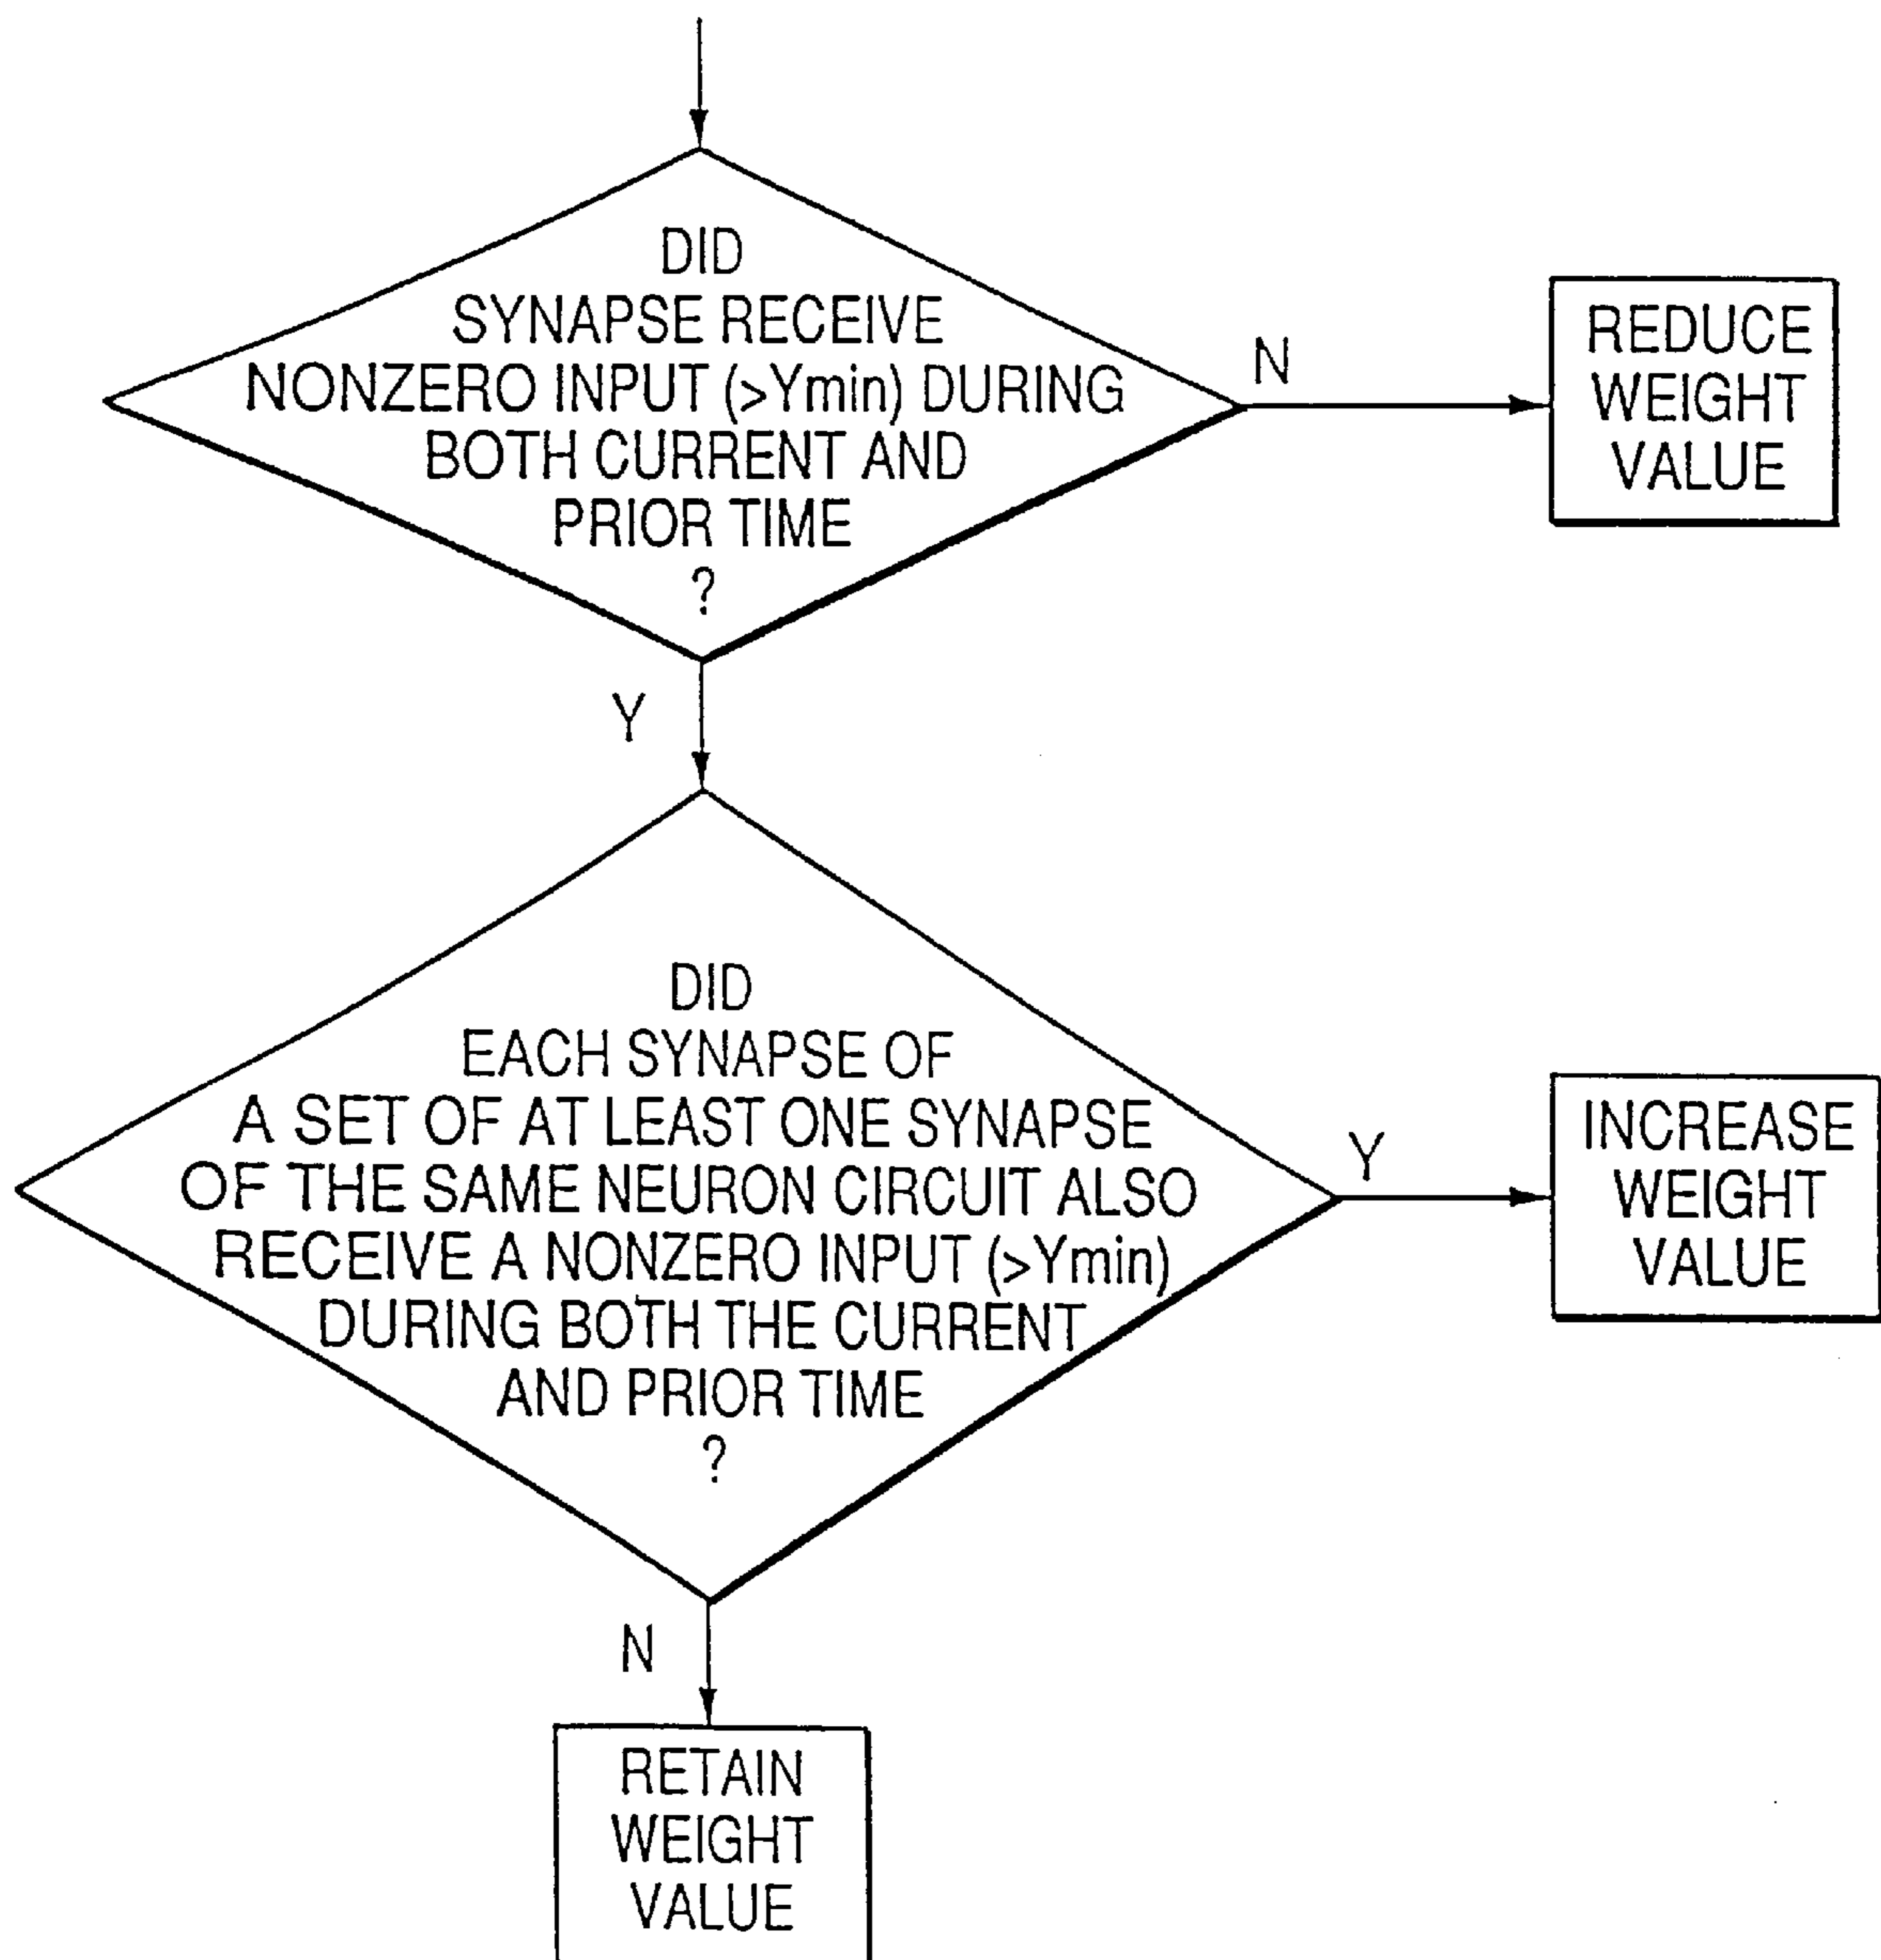 DID
SYNAPSE RECEIVE
NONZERO INPUT (>Ymin) DURING
BOTH CURRENT AND
PRIOR TIME
?
N
REDUCE
WEIGHT
VALUE
Y
DID
EACH SYNAPSE OF
A SET OF AT LEAST ONE SYNAPSE
OF THE SAME NEURON CIRCUIT ALSO
RECEIVE A NONZERO INPUT (>Ymin)
DURING BOTH THE CURRENT
AND PRIOR TIME
?
Y
INCREASE
WEIGHT
VALUE
N
RETAIN
WEIGHT
VALUE